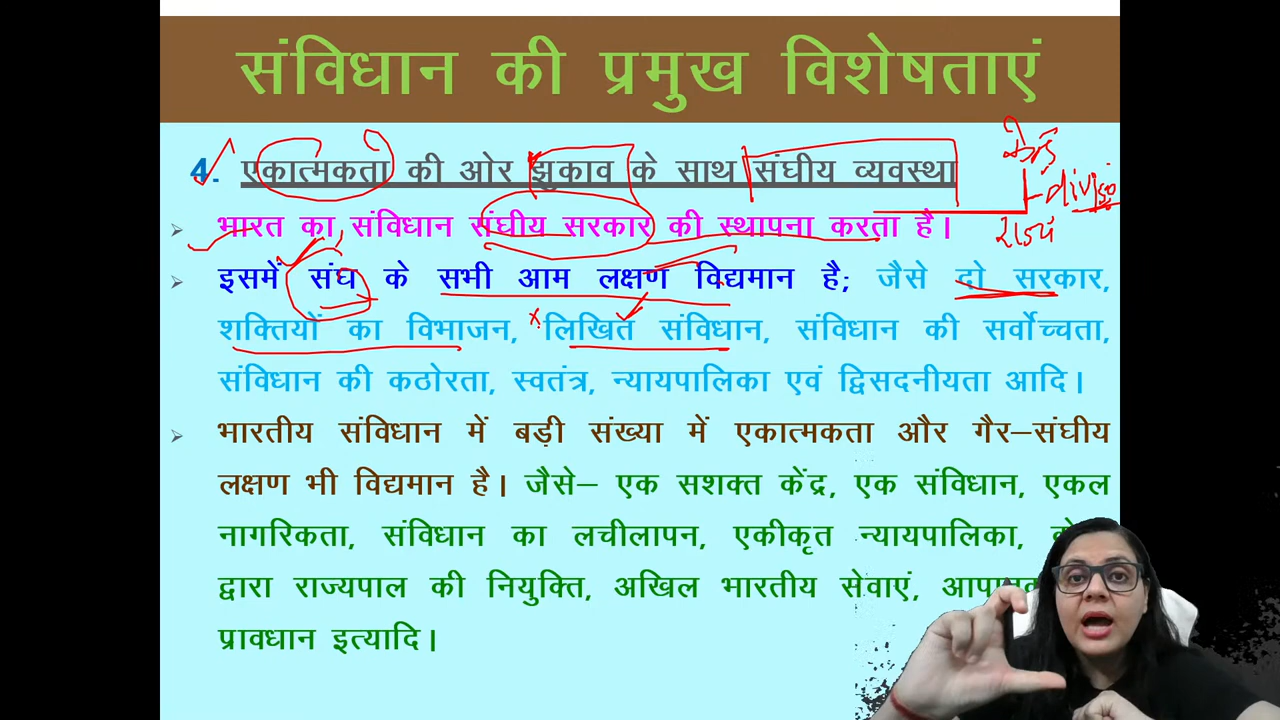 संविधान की प्रमुख विशेषताएं
4. एकात्मकता की ओर झुकाव के साथ संघीय व्यवस्था
केंद्र
division
राज्य
भारत का संविधान संघीय सरकार की स्थापना करता है।
इसमें संघ के सभी आम लक्षण विद्यमान है; जैसे दो सरकार,
शक्तियों का विभाजन, लिखित संविधान, संविधान की सर्वोच्चता,
संविधान की कठोरता, स्वतंत्र, न्यायपालिका एवं द्विसदनीयता आदि।
भारतीय संविधान में बड़ी संख्या में एकात्मकता और गैर–संघीय
लक्षण भी विद्यमान है। जैसे– एक सशक्त केंद्र, एक संविधान, एकल
नागरिकता, संविधान का लचीलापन, एकीकृत न्यायपालिका,
द्वारा राज्यपाल की नियुक्ति, अखिल भारतीय सेवाएं,
प्रावधान इत्यादि।